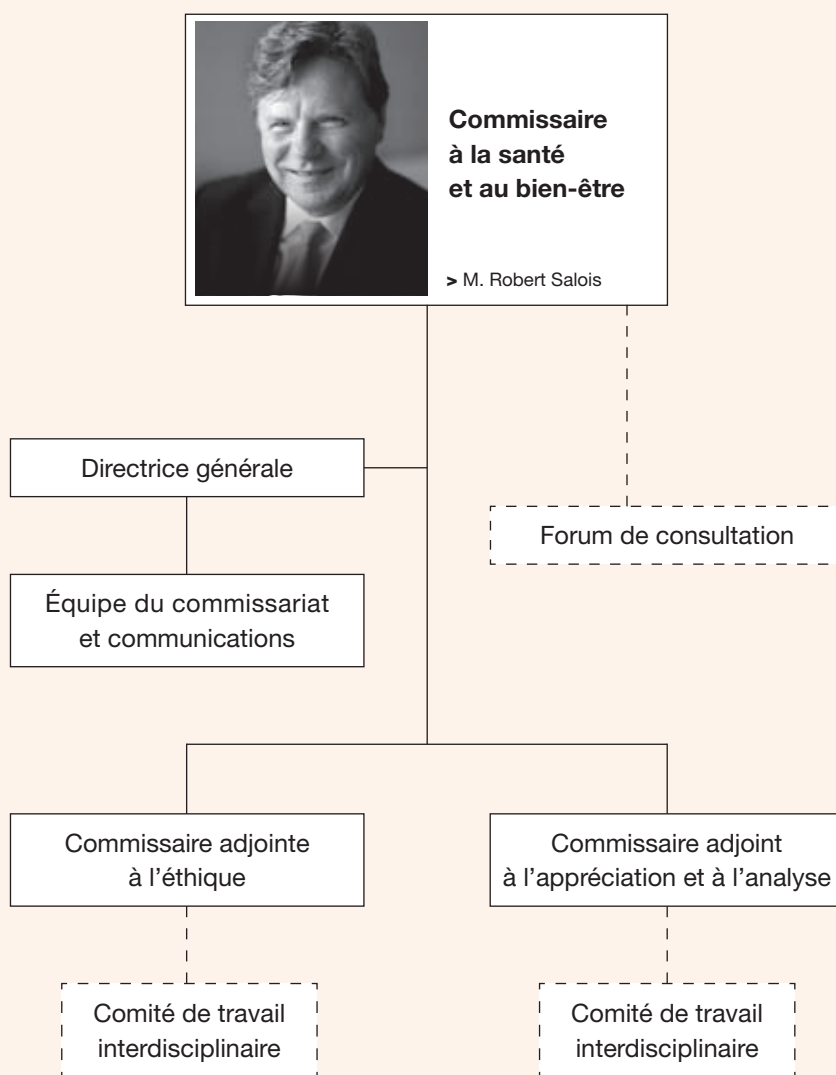 Commissaire
à la santé
et au bien-être
> M. Robert Salois
Directrice générale
Forum de consultation
Équipe du commissariat
et communications
Commissaire adjointe
à l’éthique
Commissaire adjoint
à l’appréciation et à l’analyse
Comité de travail
interdisciplinaire
Comité de travail
interdisciplinaire